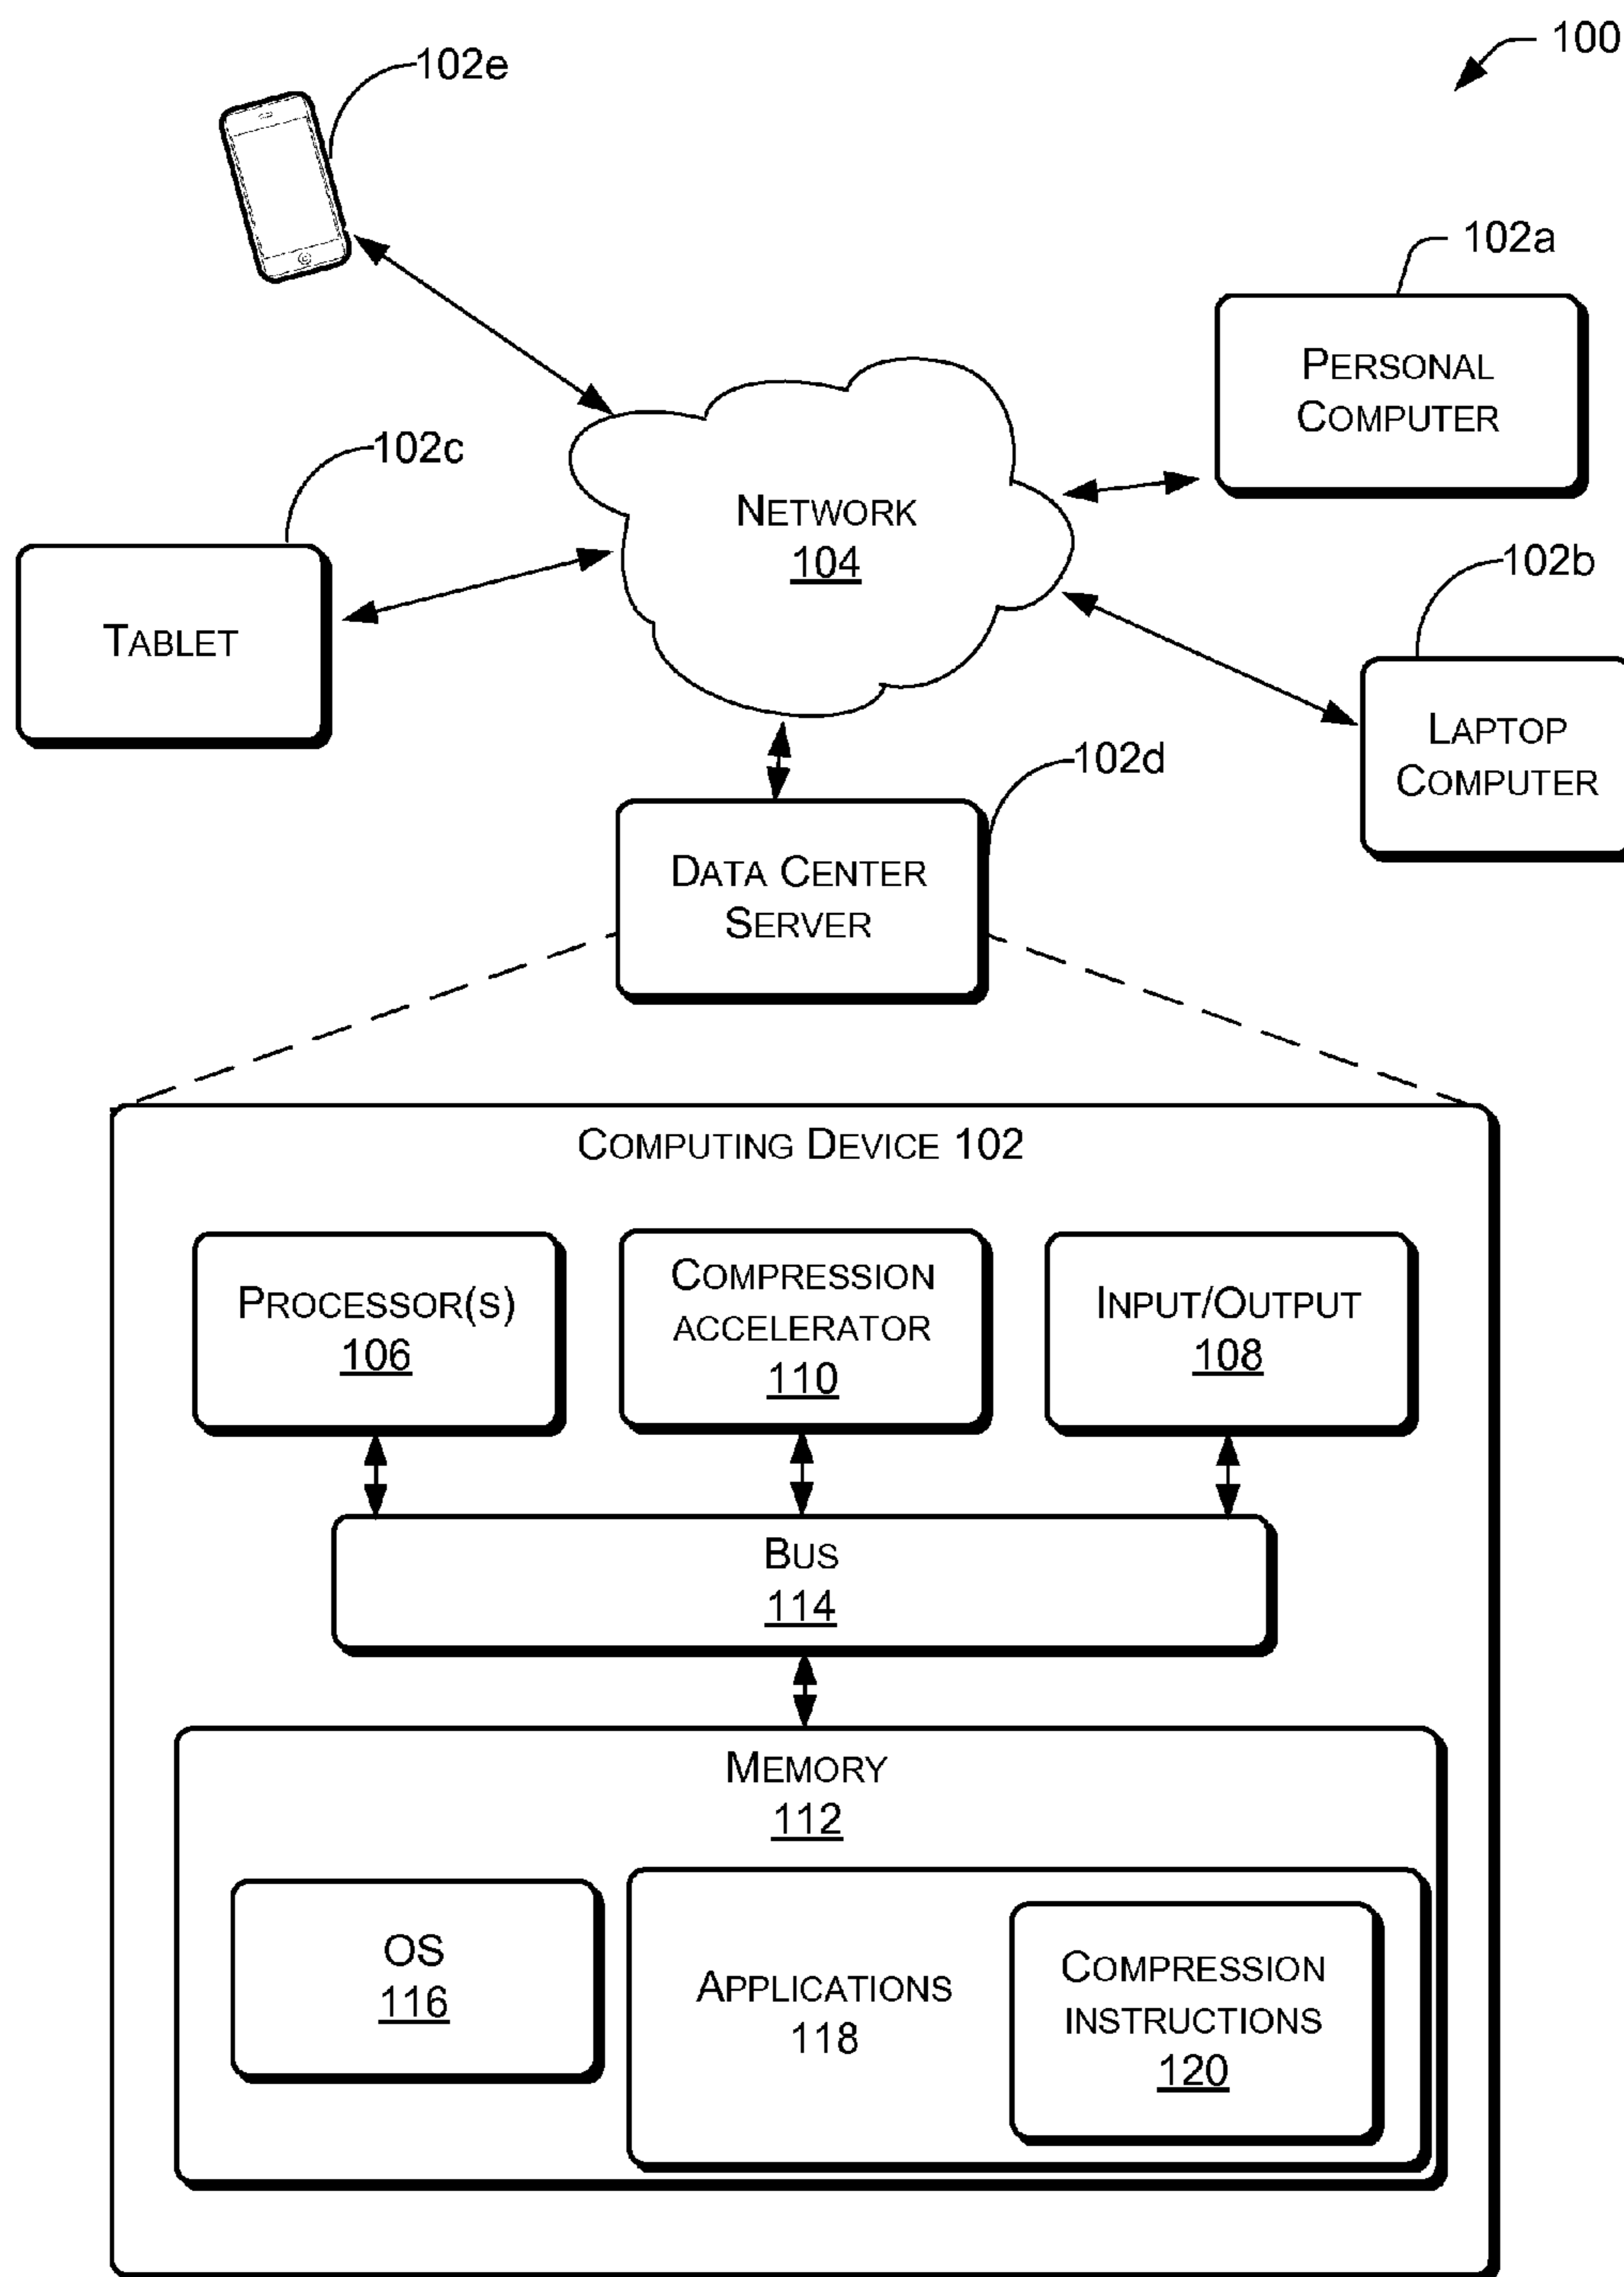 100
102e
102a
PERSONAL
COMPUTER
102c
NETWORK
104
102b
TABLET
LAPTOP
COMPUTER
102d
DATA CENTER
SERVER
COMPUTING DEVICE 102
PROCESSOR(S)
106
COMPRESSION
ACCELERATOR
110
INPUT/OUTPUT
108
BUS
114
MEMORY
112
OS
116
APPLICATIONS
118
COMPRESSION
INSTRUCTIONS
120